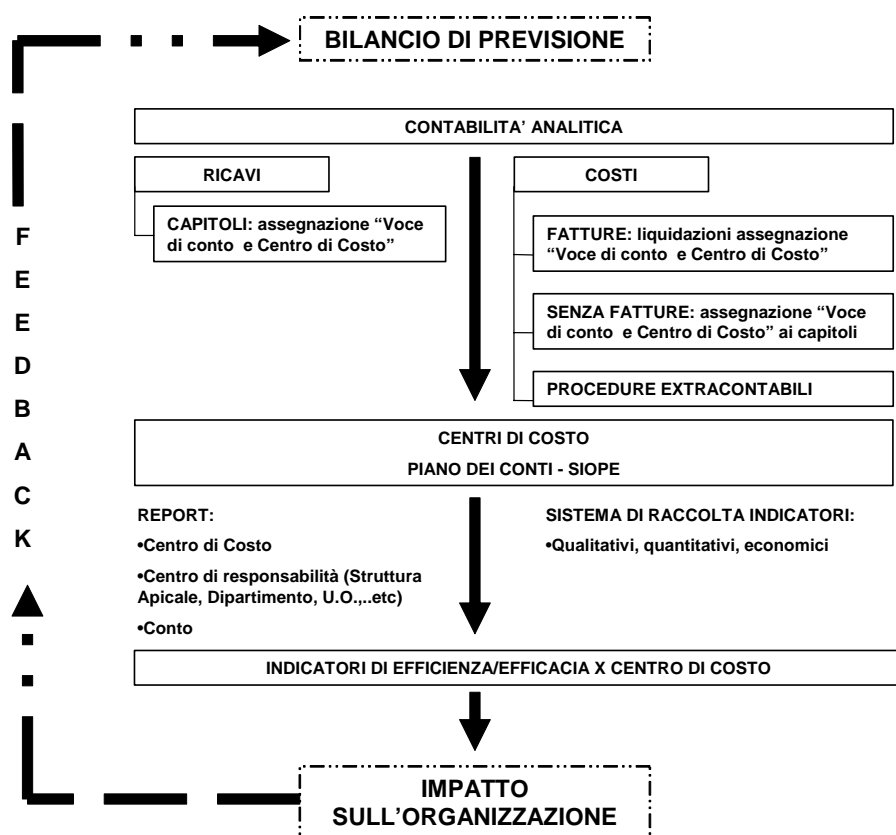 BILANCIO DI PREVISIONE
CONTABILITA’ ANALITICA
RICAVI
COSTI
CAPITOLI: assegnazione “Voce
di conto e Centro di Costo”
FATTURE: liquidazioni assegnazione
“Voce di conto e Centro di Costo”
SENZA FATTURE: assegnazione “Voce
di conto e Centro di Costo” ai capitoli
PROCEDURE EXTRACONTABILI
F
E
E
D
B
A
C
K
CENTRI DI COSTO
PIANO DEI CONTI - SIOPE
REPORT:
•Centro di Costo
•Centro di responsabilità (Struttura
Apicale, Dipartimento, U.O.,..etc)
•Conto
SISTEMA DI RACCOLTA INDICATORI:
•Qualitativi, quantitativi, economici
INDICATORI DI EFFICIENZA/EFFICACIA X CENTRO DI COSTO
IMPATTO
SULL’ORGANIZZAZIONE